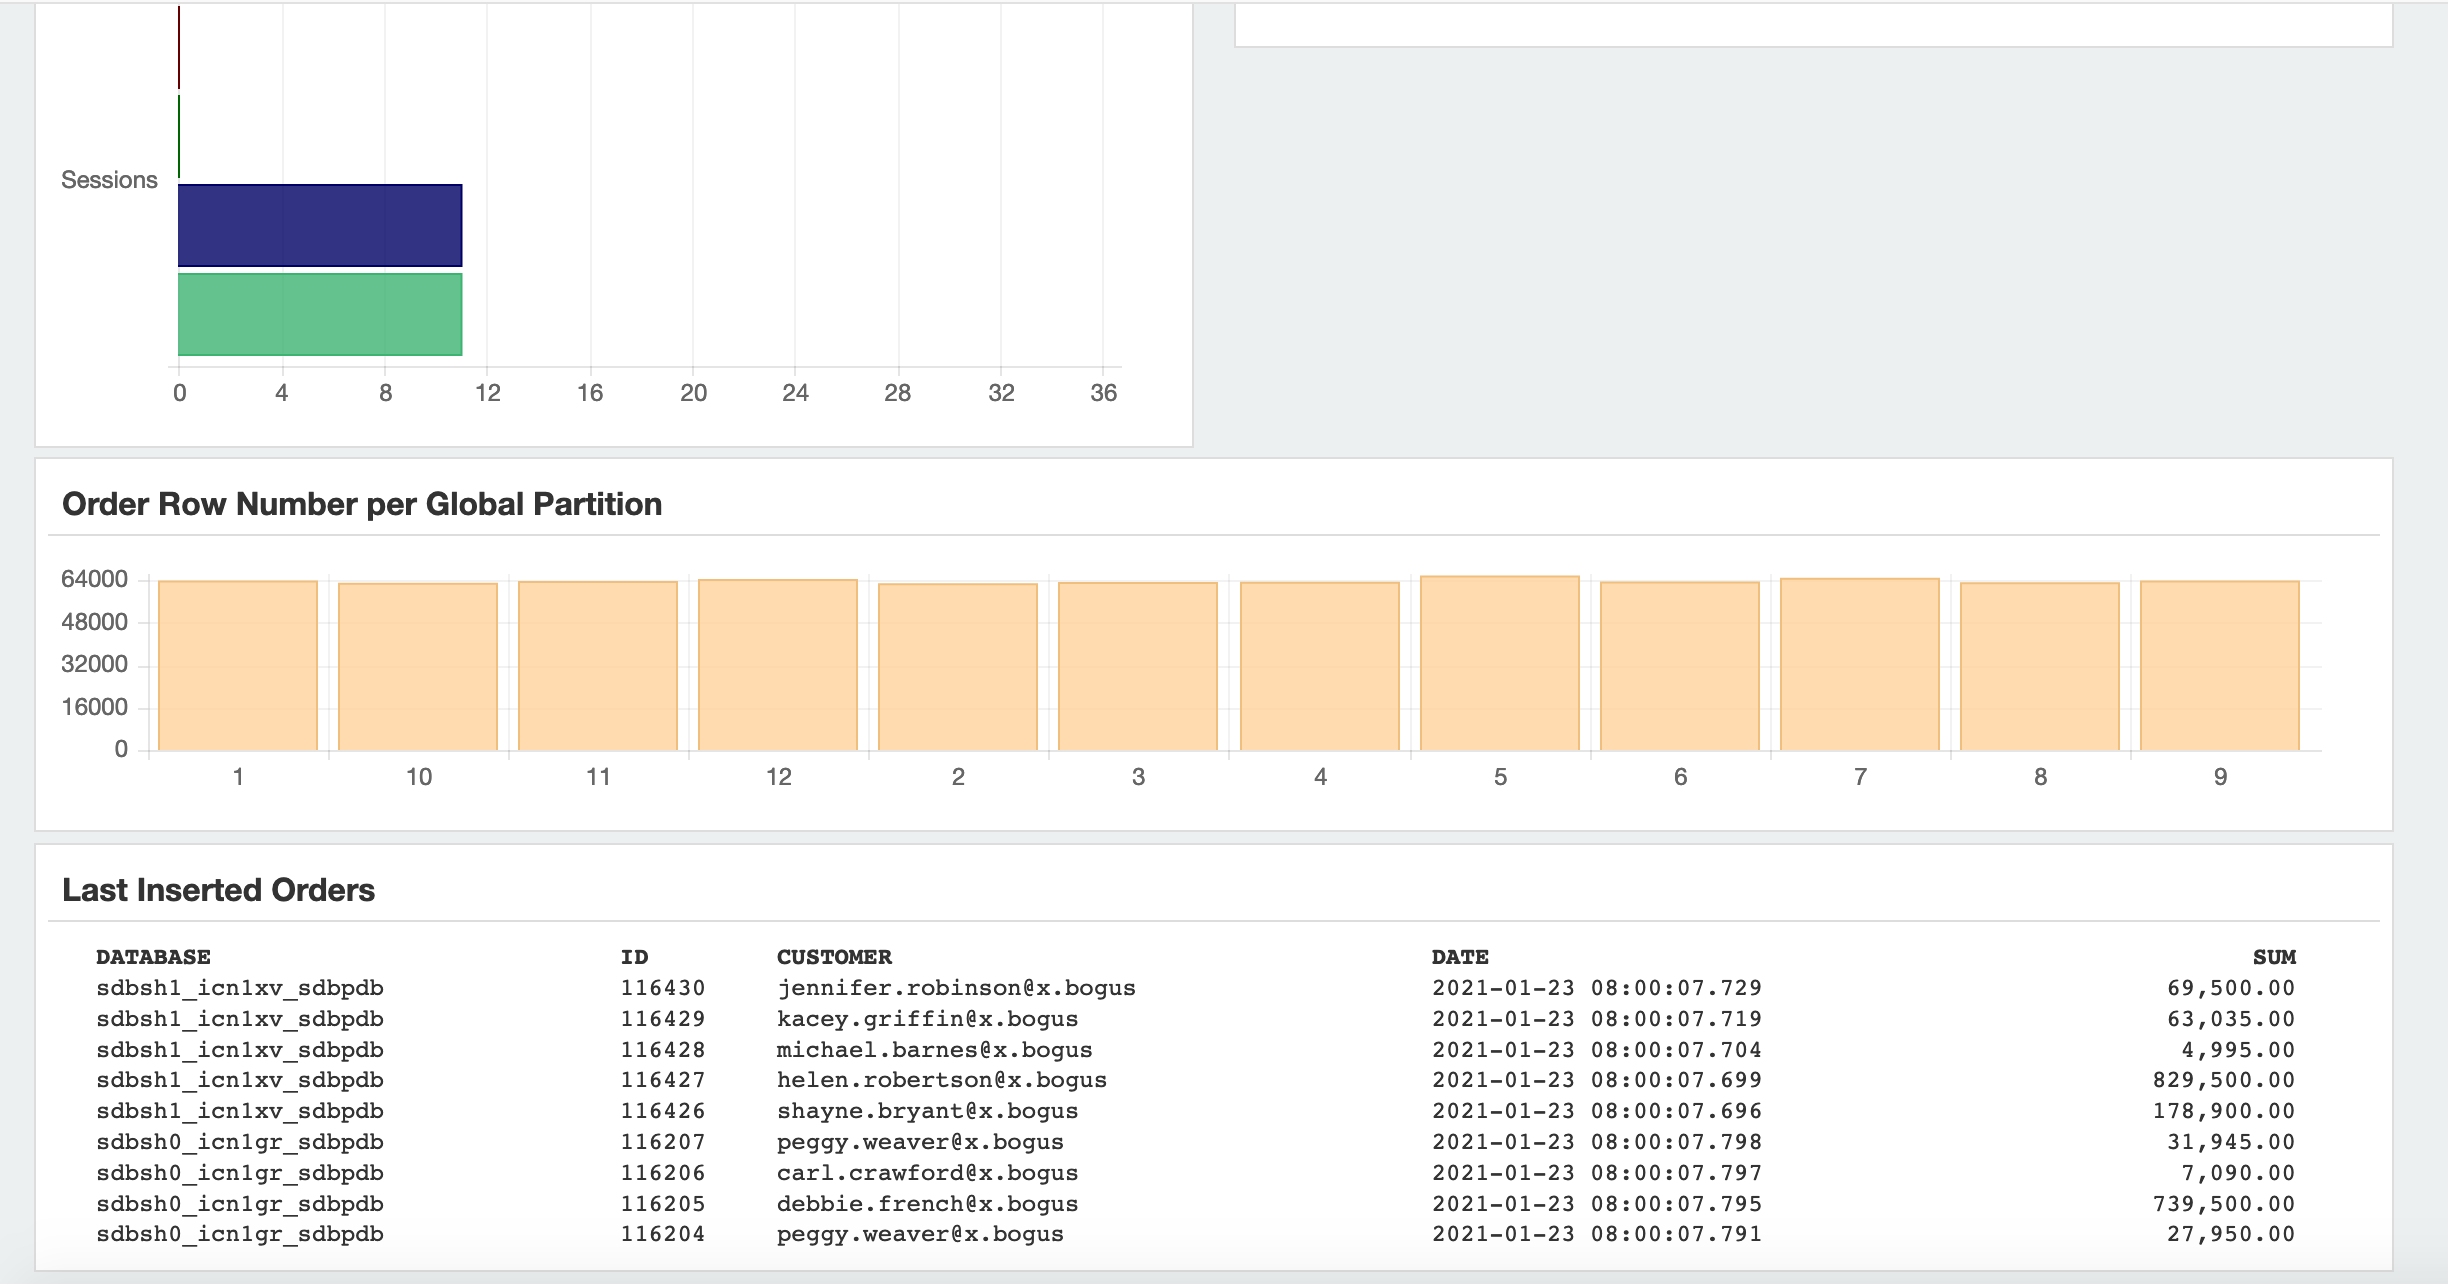 Sessions
0 4 8 12 16 20 24 28 32 36
Order Row Number per Global Partition
64000
48000
32000
16000
0
1 10 11 12 2 3 4 5 6 7 8 9
Last Inserted Orders
DATABASE ID CUSTOMER DATE SUM
sdbsh1_icn1xv_sdbpdb 116430 jennifer.robinson@x.bogus 2021-01-23 08:00:07.729 69,500.00
sdbsh1_icn1xv_sdbpdb 116429 kacey.griffin@x.bogus 2021-01-23 08:00:07.719 63,035.00
sdbsh1_icn1xv_sdbpdb 116428 michael.barnes@x.bogus 2021-01-23 08:00:07.704 4,995.00
sdbsh1_icn1xv_sdbpdb 116427 helen.robertson@x.bogus 2021-01-23 08:00:07.699 829,500.00
sdbsh1_icn1xv_sdbpdb 116426 shayne.bryant@x.bogus 2021-01-23 08:00:07.696 178,900.00
sdbsh0_icn1gr_sdbpdb 116207 peggy.weaver@x.bogus 2021-01-23 08:00:07.798 31,945.00
sdbsh0_icn1gr_sdbpdb 116206 carl.crawford@x.bogus 2021-01-23 08:00:07.797 7,090.00
sdbsh0_icn1gr_sdbpdb 116205 debbie.french@x.bogus 2021-01-23 08:00:07.795 739,500.00
sdbsh0_icn1gr_sdbpdb 116204 peggy.weaver@x.bogus 2021-01-23 08:00:07.791 27,950.00